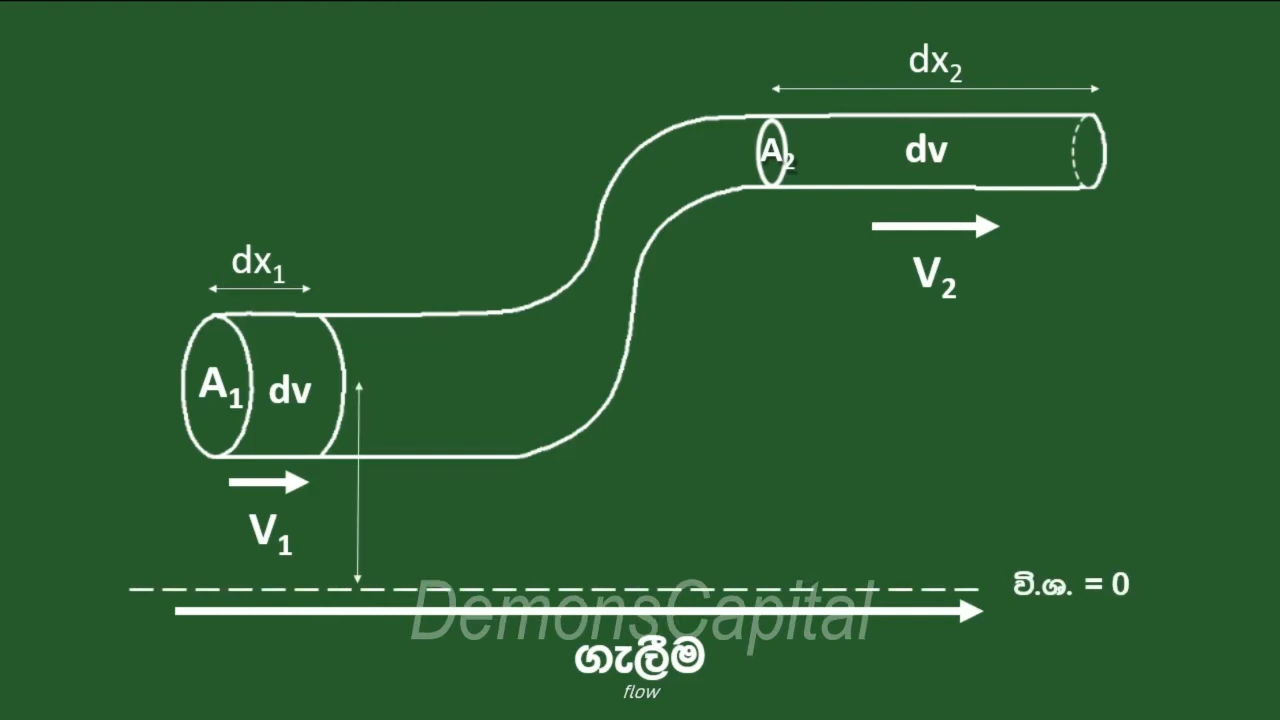 dx₂
A₂ dv
V₂
dx₁
A₁ dv
V₁
වි.ශ. = 0
DemonsCapital
ගැලීම
flow